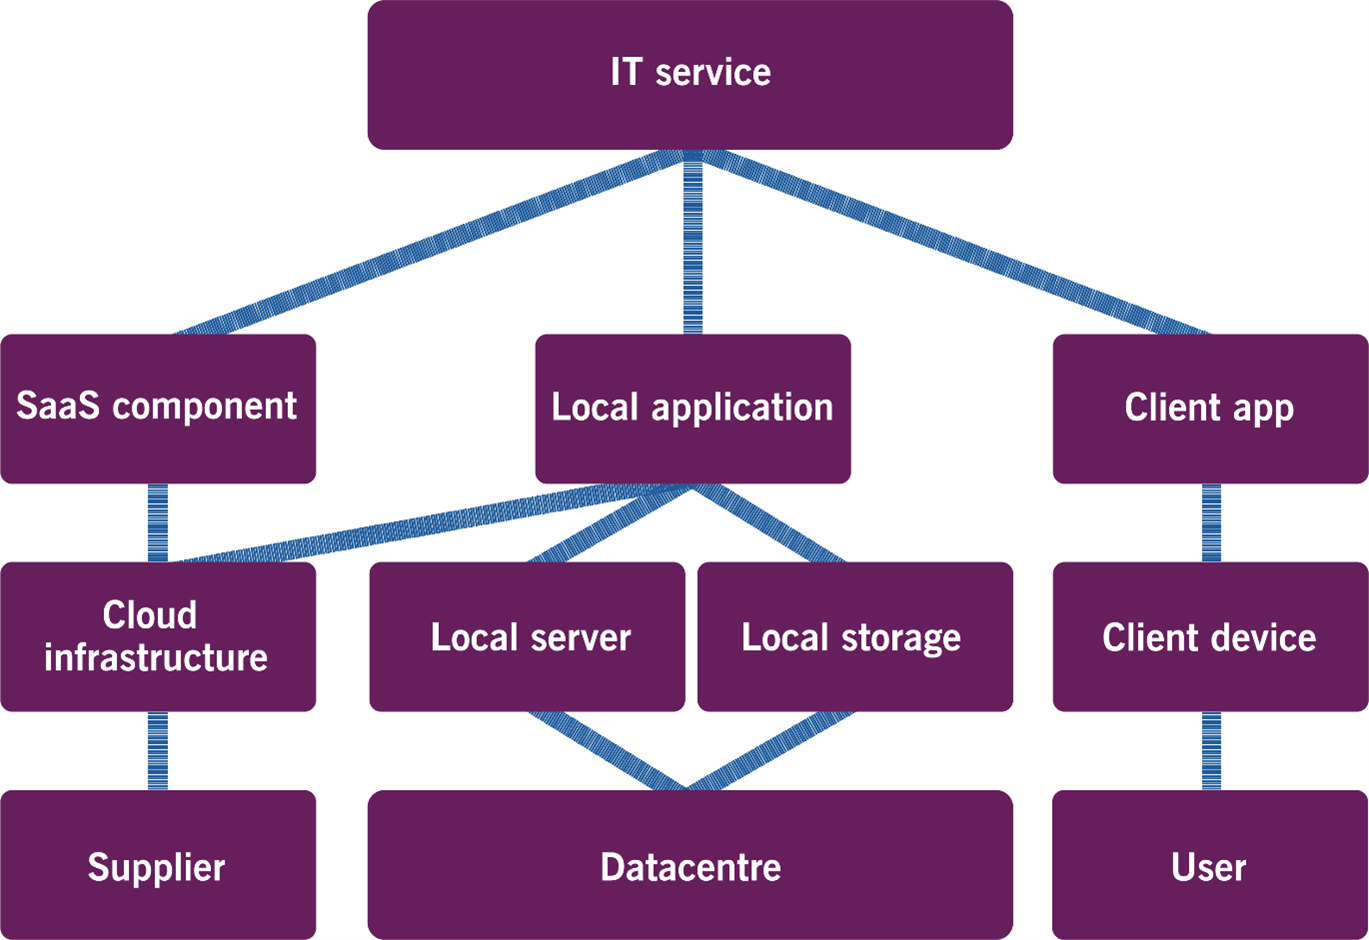 IT service
SaaS component
Local application
Client app
Cloud
infrastructure
Local server
Local storage
Client device
Supplier
Datacentre
User